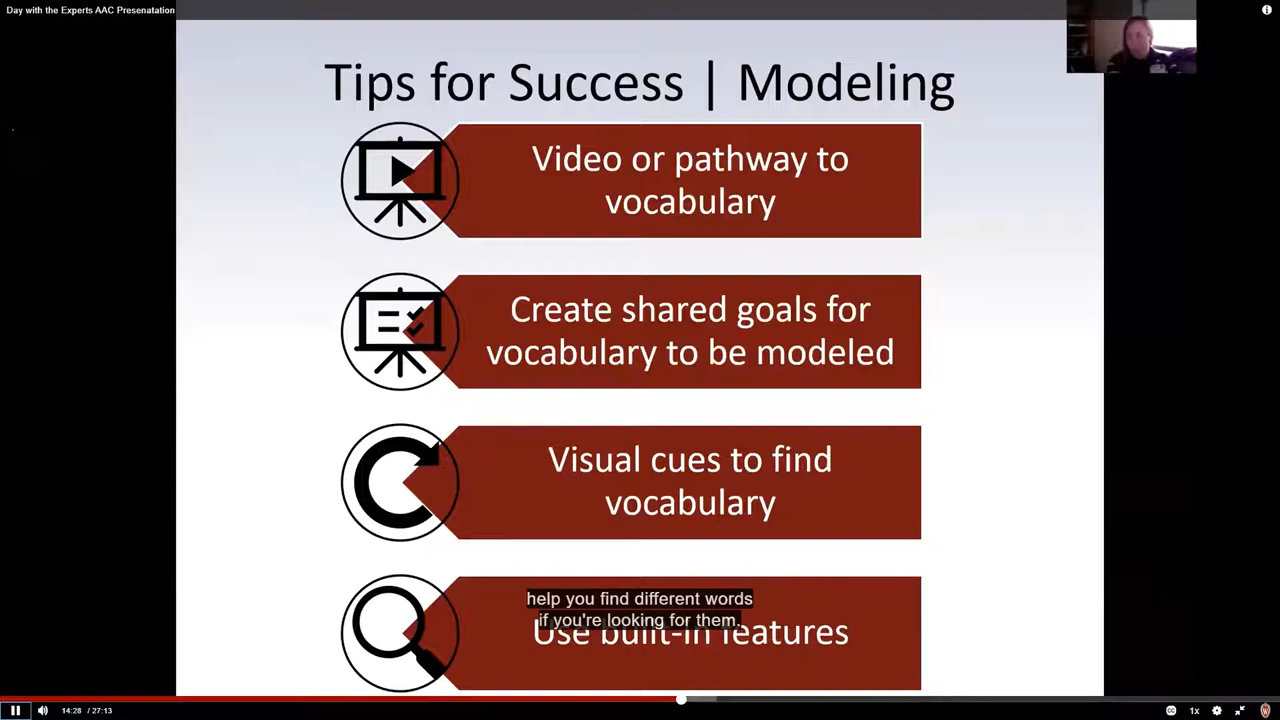 Day with the Experts AAC Presenatation
Tips for Success | Modeling
Video or pathway to
vocabulary
Create shared goals for
vocabulary to be modeled
Visual cues to find
vocabulary
help you find different words
if you're looking for them.
Use built-in features
14:28 / 27:13
CC
1x